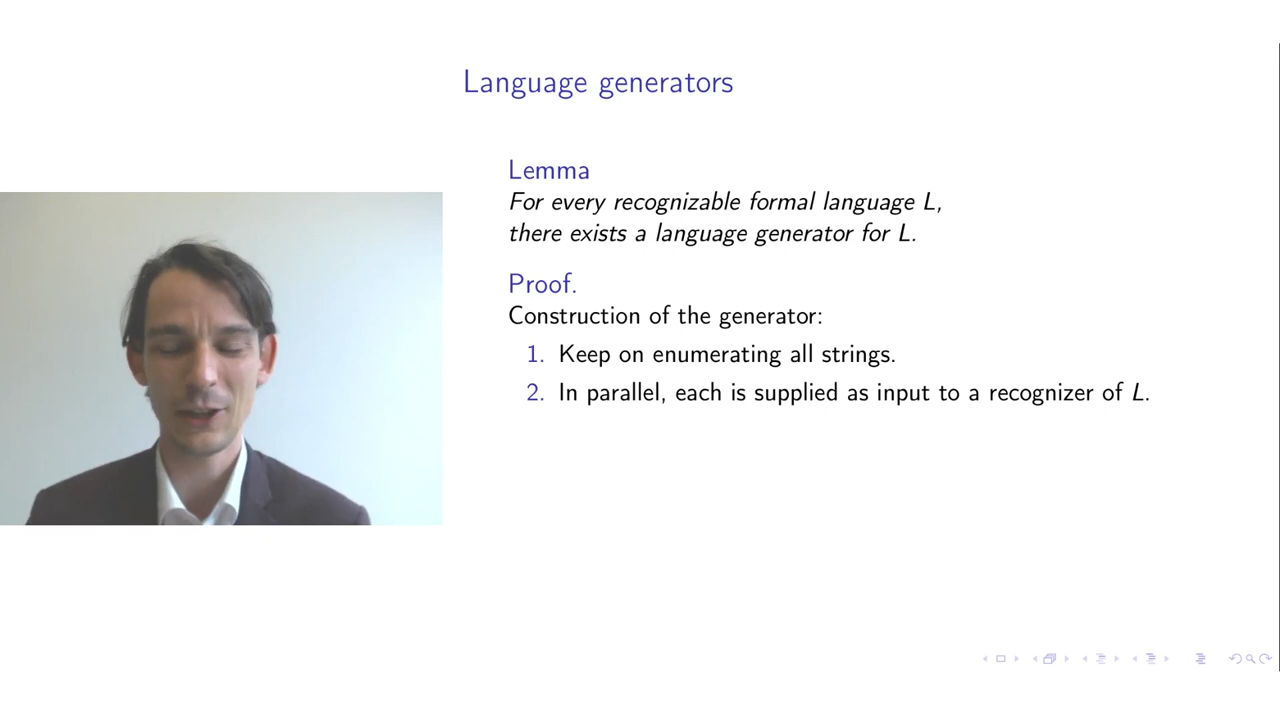 Language generators
Lemma
For every recognizable formal language L,
there exists a language generator for L.
Proof.
Construction of the generator:
1. Keep on enumerating all strings.
2. In parallel, each is supplied as input to a recognizer of L.